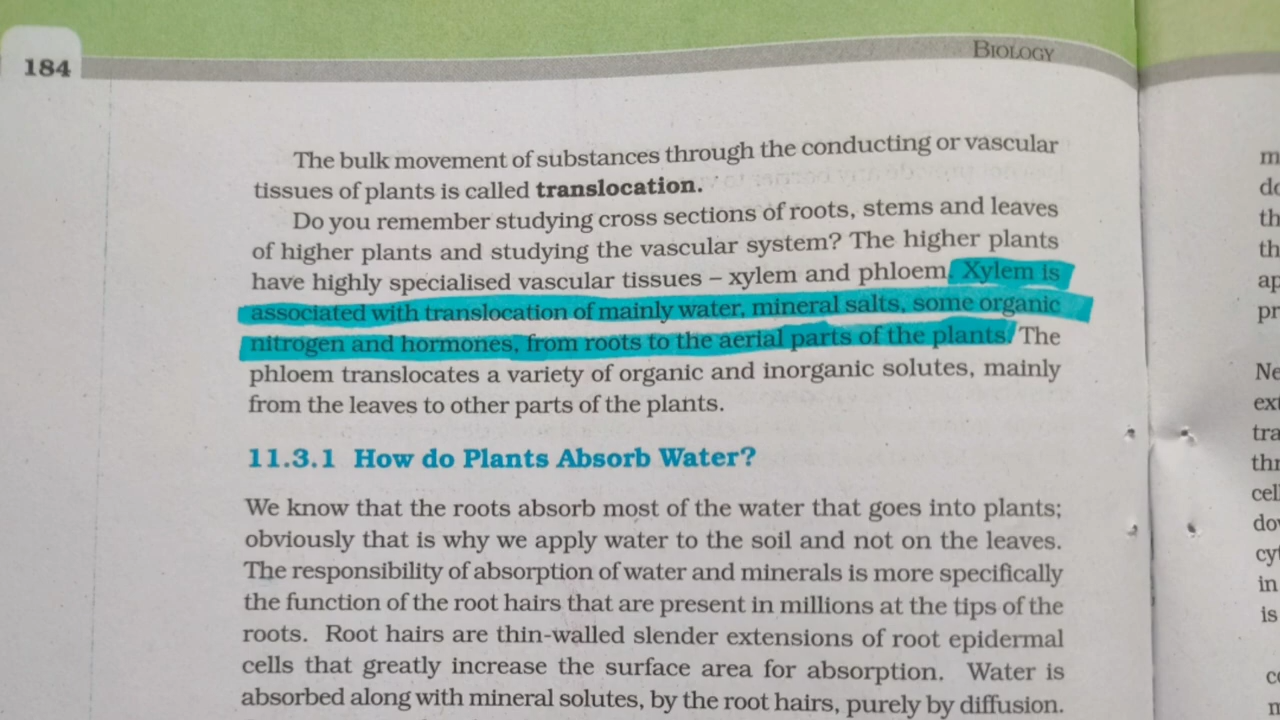 184
BIOLOGY
The bulk movement of substances through the conducting or vascular
tissues of plants is called translocation.
Do you remember studying cross sections of roots, stems and leaves
of higher plants and studying the vascular system? The higher plants
have highly specialised vascular tissues – xylem and phloem. Xylem is
associated with translocation of mainly water, mineral salts, some organic
nitrogen and hormones, from roots to the aerial parts of the plants. The
phloem translocates a variety of organic and inorganic solutes, mainly
from the leaves to other parts of the plants.
11.3.1 How do Plants Absorb Water?
We know that the roots absorb most of the water that goes into plants;
obviously that is why we apply water to the soil and not on the leaves.
The responsibility of absorption of water and minerals is more specifically
the function of the root hairs that are present in millions at the tips of the
roots. Root hairs are thin-walled slender extensions of root epidermal
cells that greatly increase the surface area for absorption. Water is
absorbed along with mineral solutes, by the root hairs, purely by diffusion.